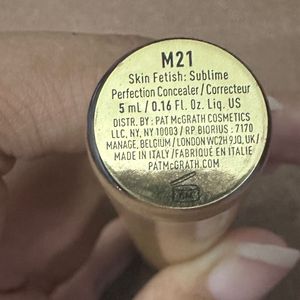 M21
Skin Fetish: Sublime
Perfection Concealer / Correcteur
5 mL / 0.16 Fl. Oz. Liq. US
DISTR. BY: PAT McGRATH COSMETICS
LLC, NY, NY 10003 / RP BIORIUS: 7170
MANAGE, BELGIUM / LONDON WC2H 9JQ, UK /
MADE IN ITALY / FABRIQUÉ EN ITALIE
PATMcGRATH.COM